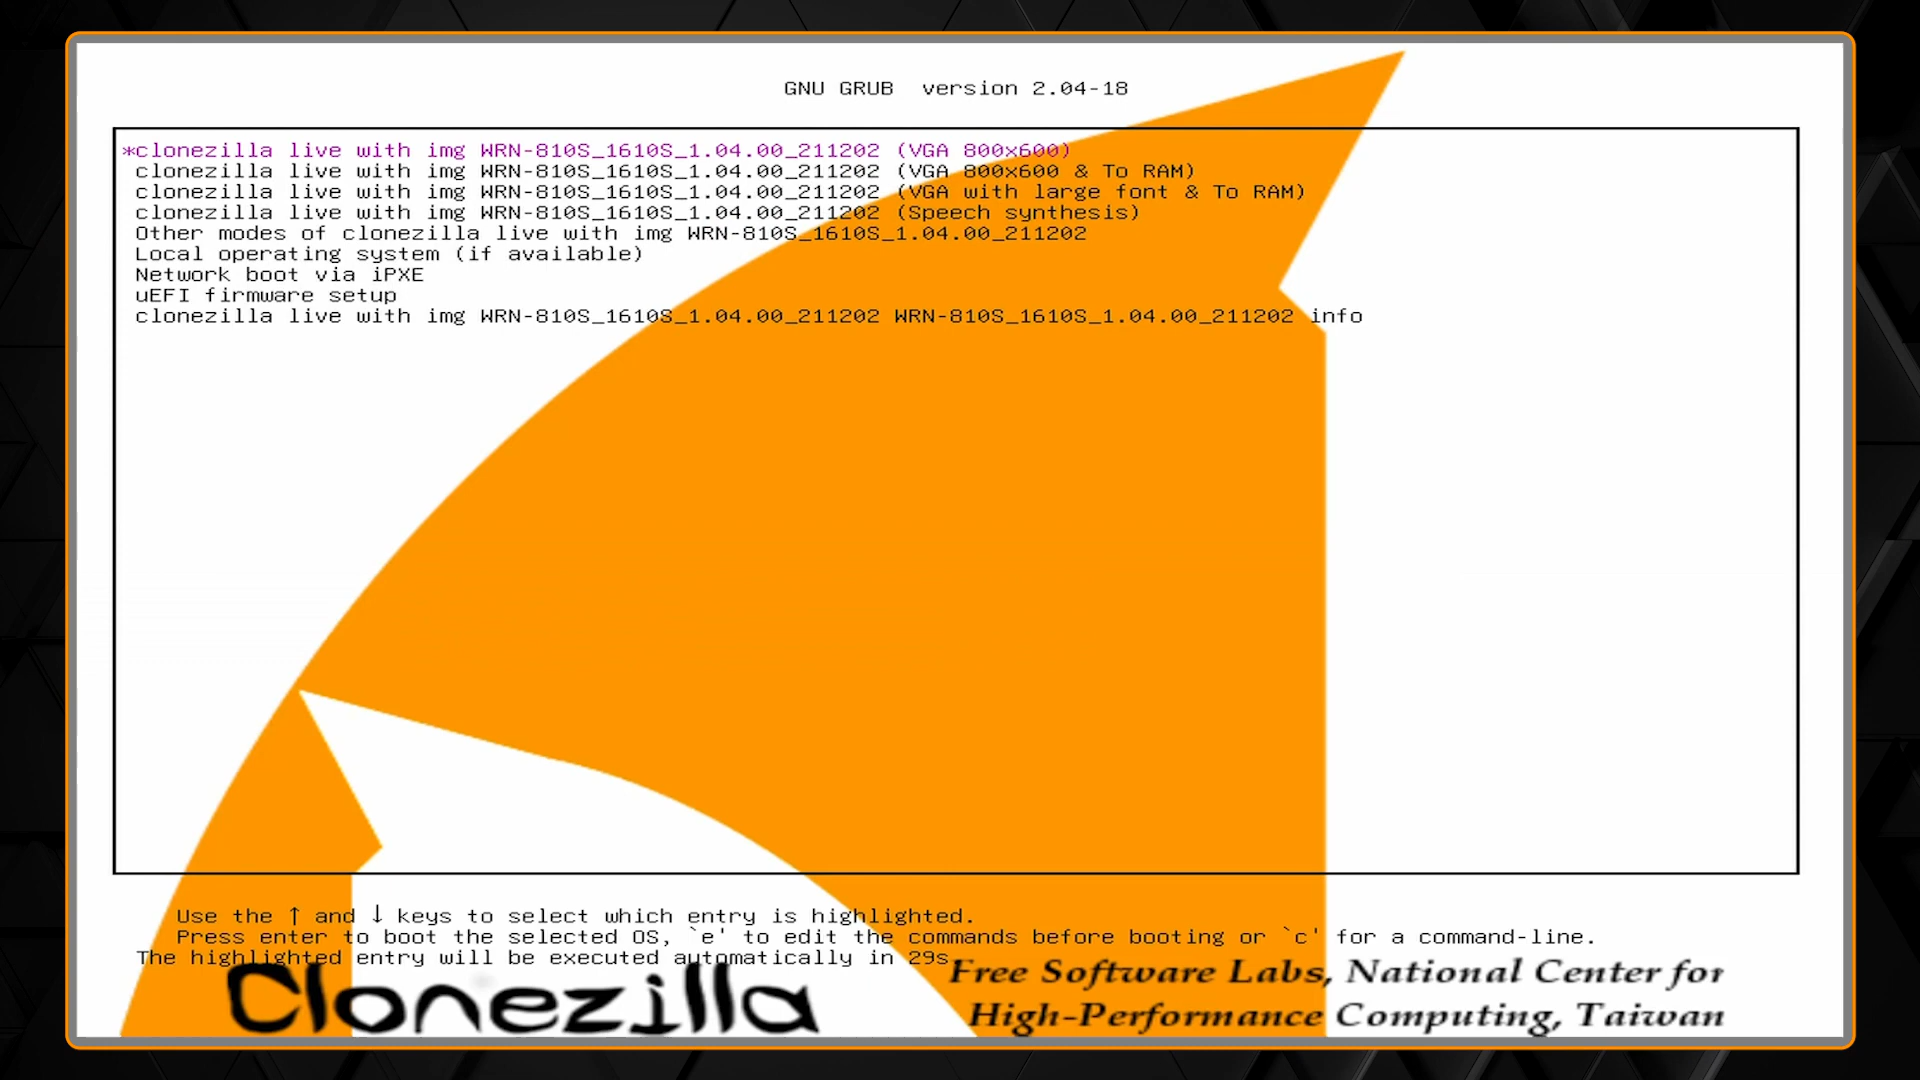 GNU GRUB  version 2.04-18
*clonezilla live with img WRN-810S_1610S_1.04.00_211202 (VGA 800x600)
clonezilla live with img WRN-810S_1610S_1.04.00_211202 (VGA 800x600 & To RAM)
clonezilla live with img WRN-810S_1610S_1.04.00_211202 (VGA with large font & To RAM)
clonezilla live with img WRN-810S_1610S_1.04.00_211202 (Speech synthesis)
Other modes of clonezilla live with img WRN-810S_1610S_1.04.00_211202
Local operating system (if available)
Network boot via iPXE
uEFI firmware setup
clonezilla live with img WRN-810S_1610S_1.04.00_211202 WRN-810S_1610S_1.04.00_211202 info
Use the ↑ and ↓ keys to select which entry is highlighted.
Press enter to boot the selected OS, `e' to edit the commands before booting or `c' for a command-line.
The highlighted entry will be executed automatically in 29s.
Clonezilla
Free Software Labs, National Center for
High-Performance Computing, Taiwan